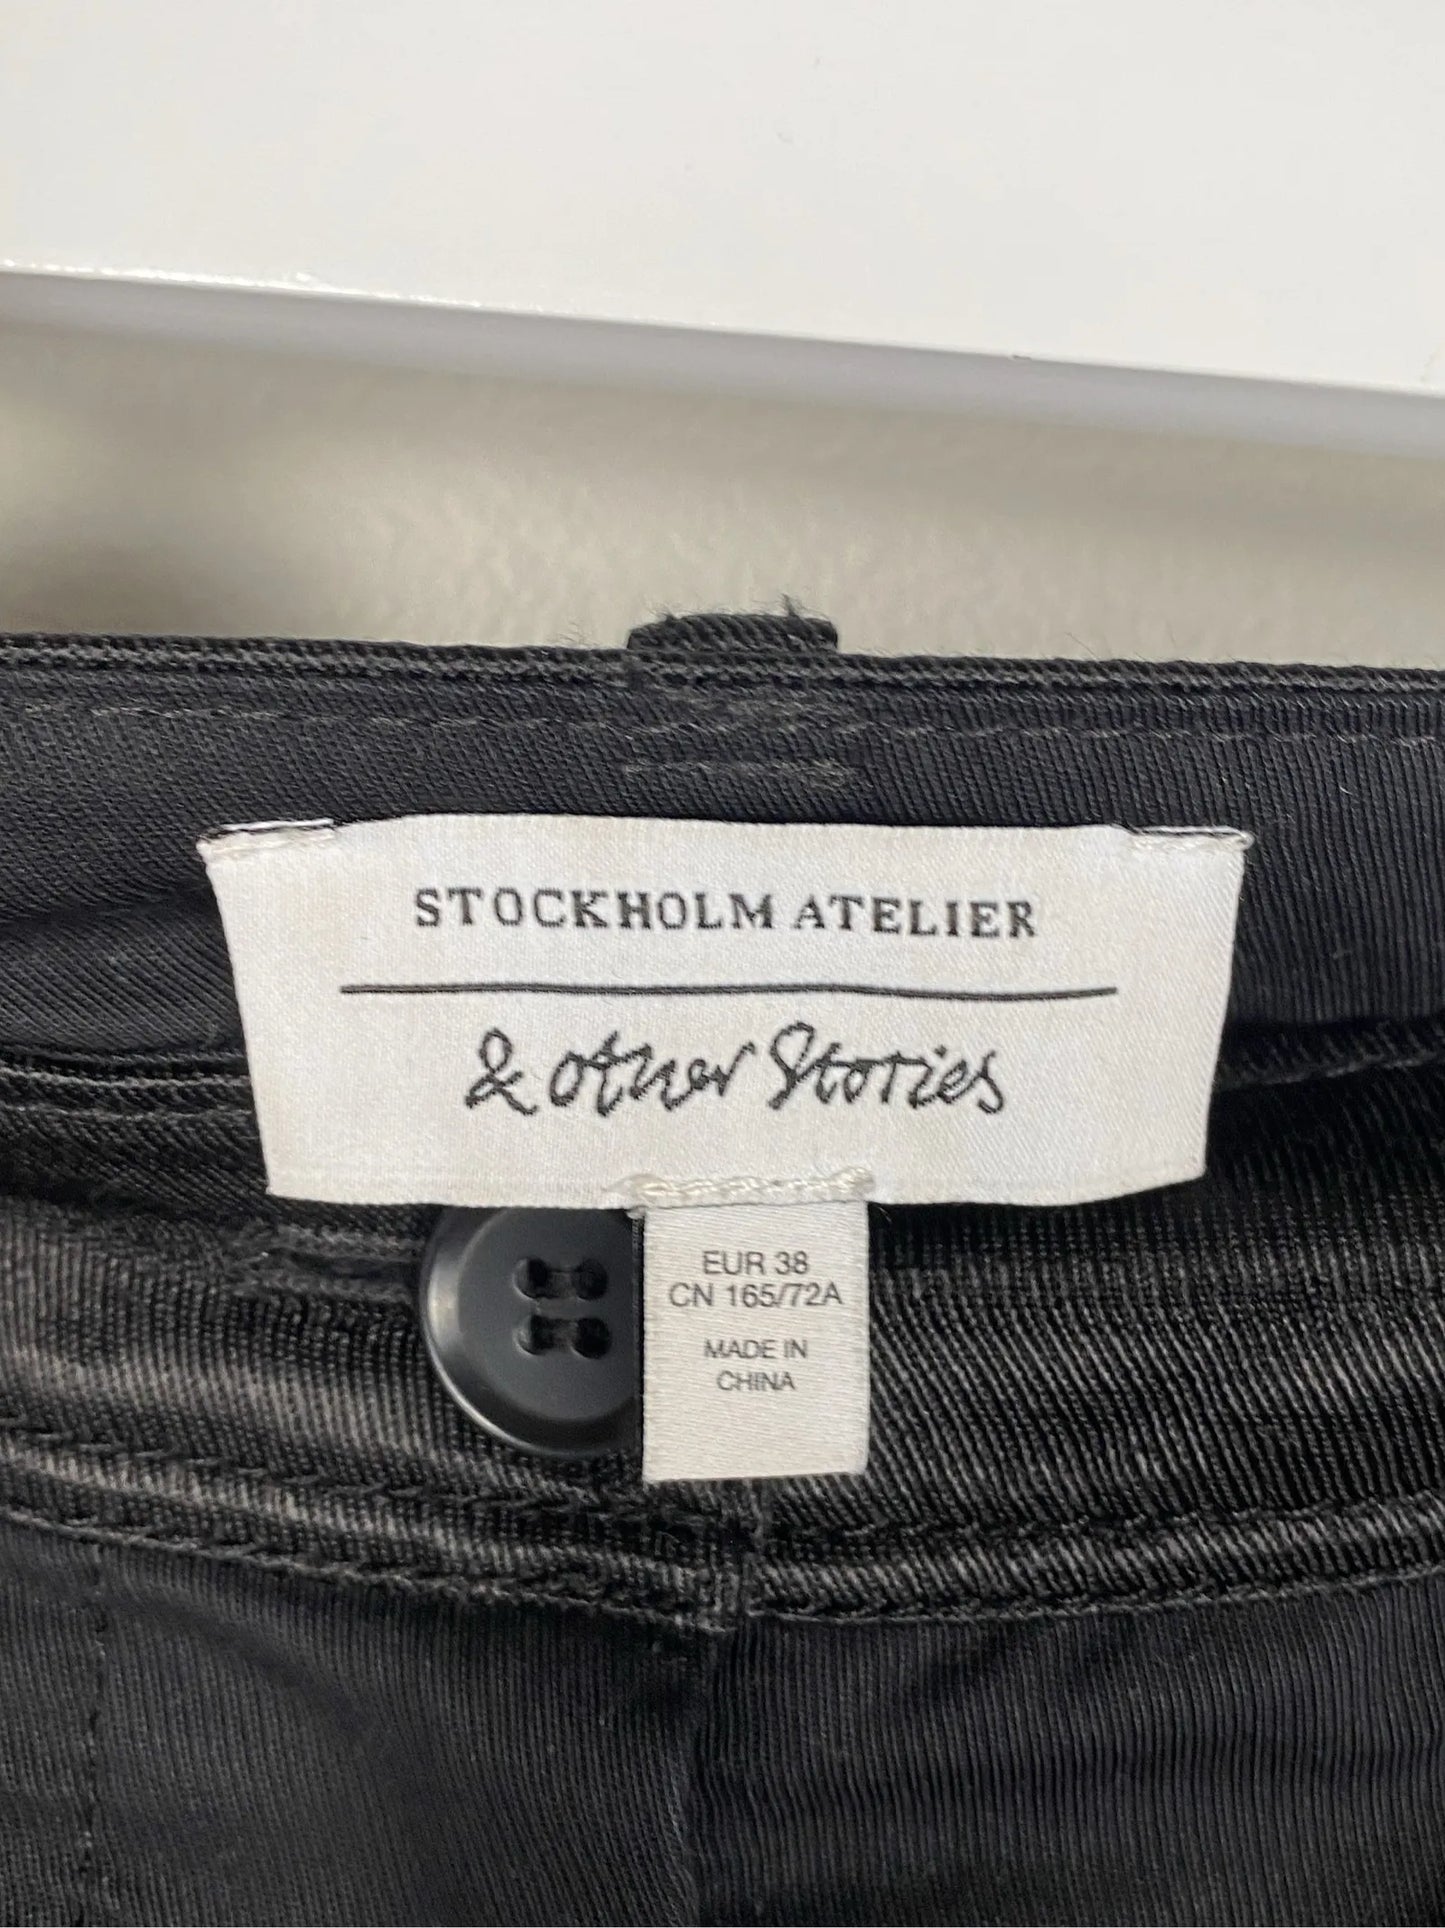 STOCKHOLM ATELIER
& other Stories
EUR 38
CN 165/72A
MADE IN
CHINA